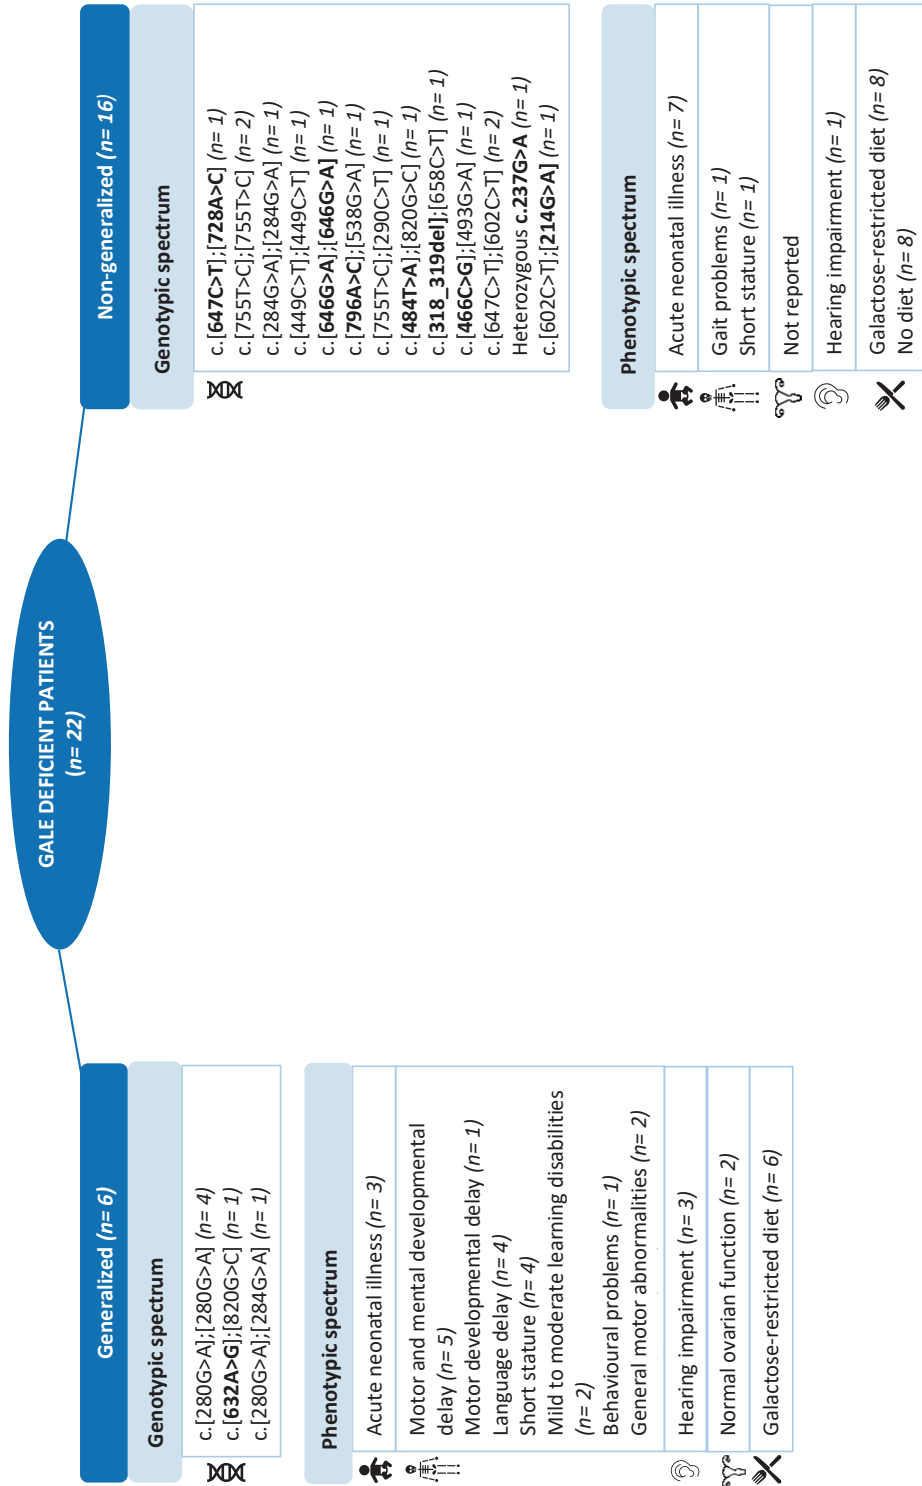 GALE DEFICIENT PATIENTS
(n= 22)
Generalized (n= 6)
Genotypic spectrum
c.[280G>A];[280G>A] (n= 4)
c.[632A>G];[820G>C] (n= 1)
c.[280G>A];[284G>A] (n= 1)
Phenotypic spectrum
Acute neonatal illness (n= 3)
Motor and mental developmental
delay (n= 5)
Motor developmental delay (n= 1)
Language delay (n= 4)
Short stature (n= 4)
Mild to moderate learning disabilities
(n= 2)
Behavioural problems (n= 1)
General motor abnormalities (n= 2)
Hearing impairment (n= 3)
Normal ovarian function (n= 2)
Galactose-restricted diet (n= 6)
Non-generalized (n= 16)
Genotypic spectrum
c.[647C>T];[728A>C] (n= 1)
c.[755T>C];[755T>C] (n= 2)
c.[284G>A];[284G>A] (n= 1)
c.[449C>T];[449C>T] (n= 1)
c.[646G>A];[646G>A] (n= 1)
c.[796A>C];[538G>A] (n= 1)
c.[755T>C];[290C>T] (n= 1)
c.[484T>A];[820G>C] (n= 1)
c.[318_319del];[658C>T] (n= 1)
c.[466C>G];[493G>A] (n= 1)
c.[647C>T];[602C>T] (n= 2)
Heterozygous c.237G>A (n= 1)
c.[602C>T];[214G>A] (n= 1)
Phenotypic spectrum
Acute neonatal illness (n= 7)
Gait problems (n= 1)
Short stature (n= 1)
Not reported
Hearing impairment (n= 1)
Galactose-restricted diet (n= 8)
No diet (n= 8)